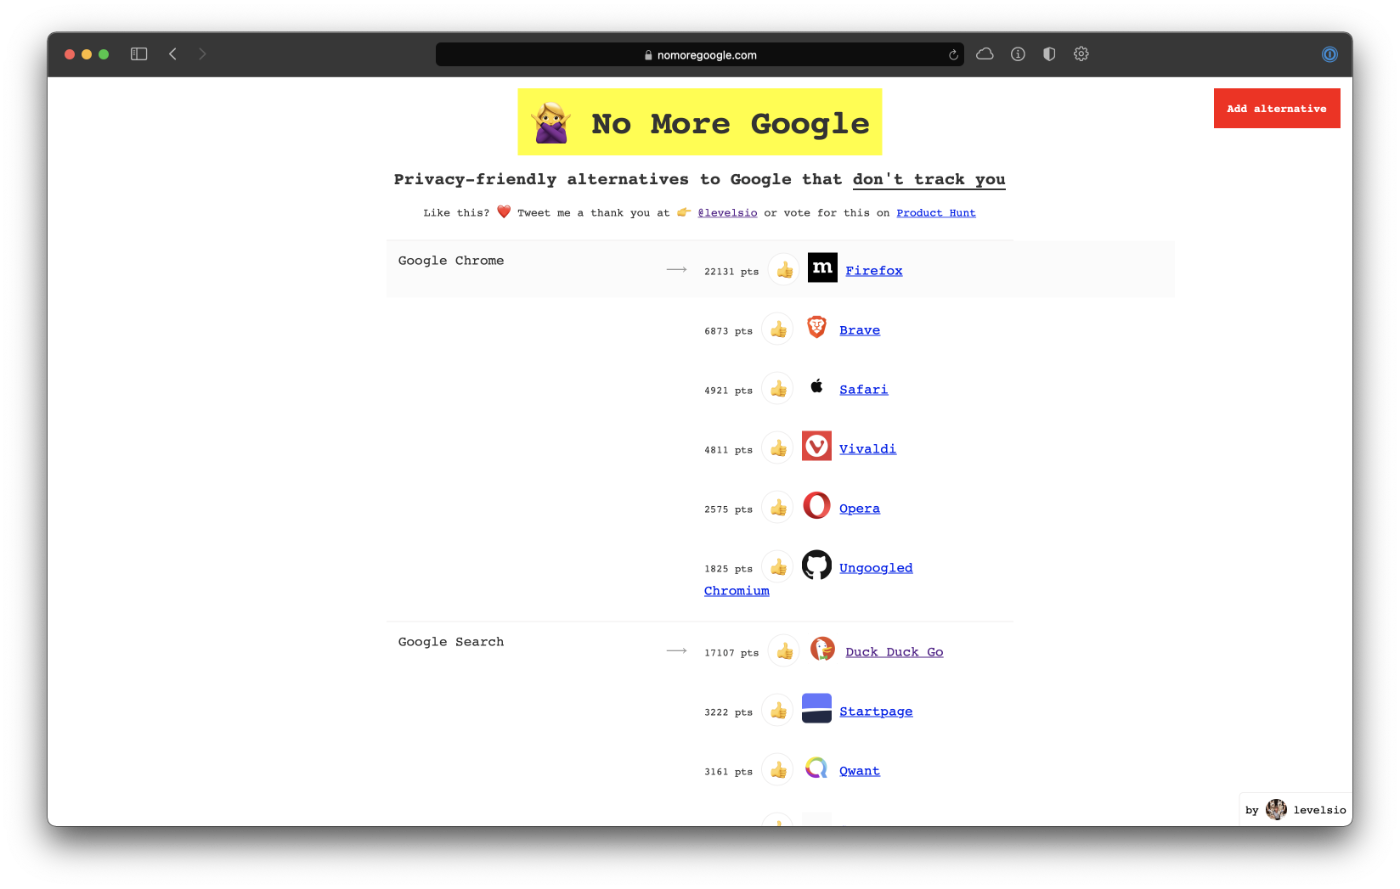 nomoregoogle.com
No More Google
Add alternative
Privacy-friendly alternatives to Google that don't track you
Like this? ❤️ Tweet me a thank you at 👉 @levelsio or vote for this on Product Hunt
Google Chrome → 22131 pts 👍 m Firefox
6873 pts 👍 Brave
4921 pts 👍 Safari
4811 pts 👍 Vivaldi
2575 pts 👍 Opera
1825 pts 👍 Ungoogled
Chromium
Google Search → 17107 pts 👍 Duck Duck Go
3222 pts 👍 Startpage
3161 pts 👍 Qwant
by levelsio